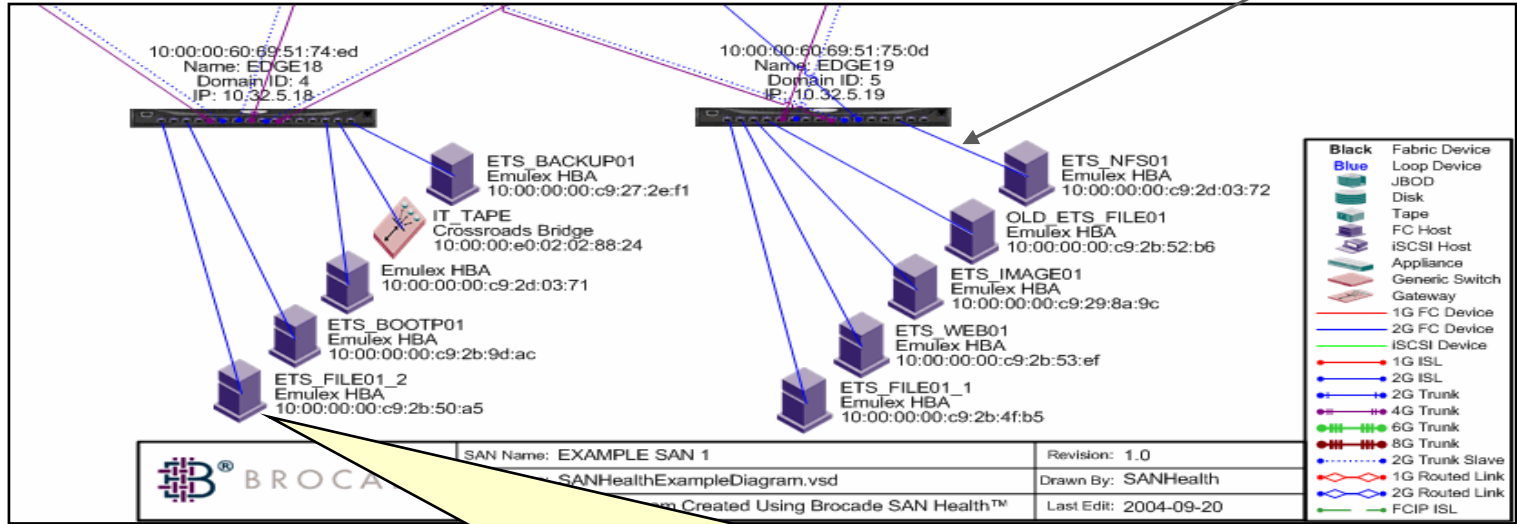 10:00:00:60:69:51:74:ed
Name: EDGE18
Domain ID: 4
IP: 10.32.5.18
10:00:00:60:69:51:75:0d
Name: EDGE19
Domain ID: 5
IP: 10.32.5.19
ETS_BACKUP01
Emulex HBA
10:00:00:00:c9:27:2e:f1
IT_TAPE
Crossroads Bridge
10:00:00:e0:02:02:88:24
Emulex HBA
10:00:00:00:c9:2d:03:71
ETS_BOOTP01
Emulex HBA
10:00:00:00:c9:2b:9d:ac
ETS_FILE01_2
Emulex HBA
10:00:00:00:c9:2b:50:a5
ETS_NFS01
Emulex HBA
10:00:00:00:c9:2d:03:72
OLD_ETS_FILE01
Emulex HBA
10:00:00:00:c9:2b:52:b6
ETS_IMAGE01
Emulex HBA
10:00:00:00:c9:29:8a:9c
ETS_WEB01
Emulex HBA
10:00:00:00:c9:2b:53:ef
ETS_FILE01_1
Emulex HBA
10:00:00:00:c9:2b:4f:b5
Black Fabric Device
Blue Loop Device
JBOD
Disk
Tape
FC Host
iSCSI Host
Appliance
Generic Switch
Gateway
1G FC Device
2G FC Device
iSCSI Device
1G ISL
2G ISL
2G Trunk
4G Trunk
6G Trunk
8G Trunk
2G Trunk Slave
1G Routed Link
2G Routed Link
FCIP ISL
B® BROCA
SAN Name: EXAMPLE SAN 1
Revision: 1.0
SANHealthExampleDiagram.vsd
Drawn By: SANHealth
Created Using Brocade SAN Health™
Last Edit: 2004-09-20